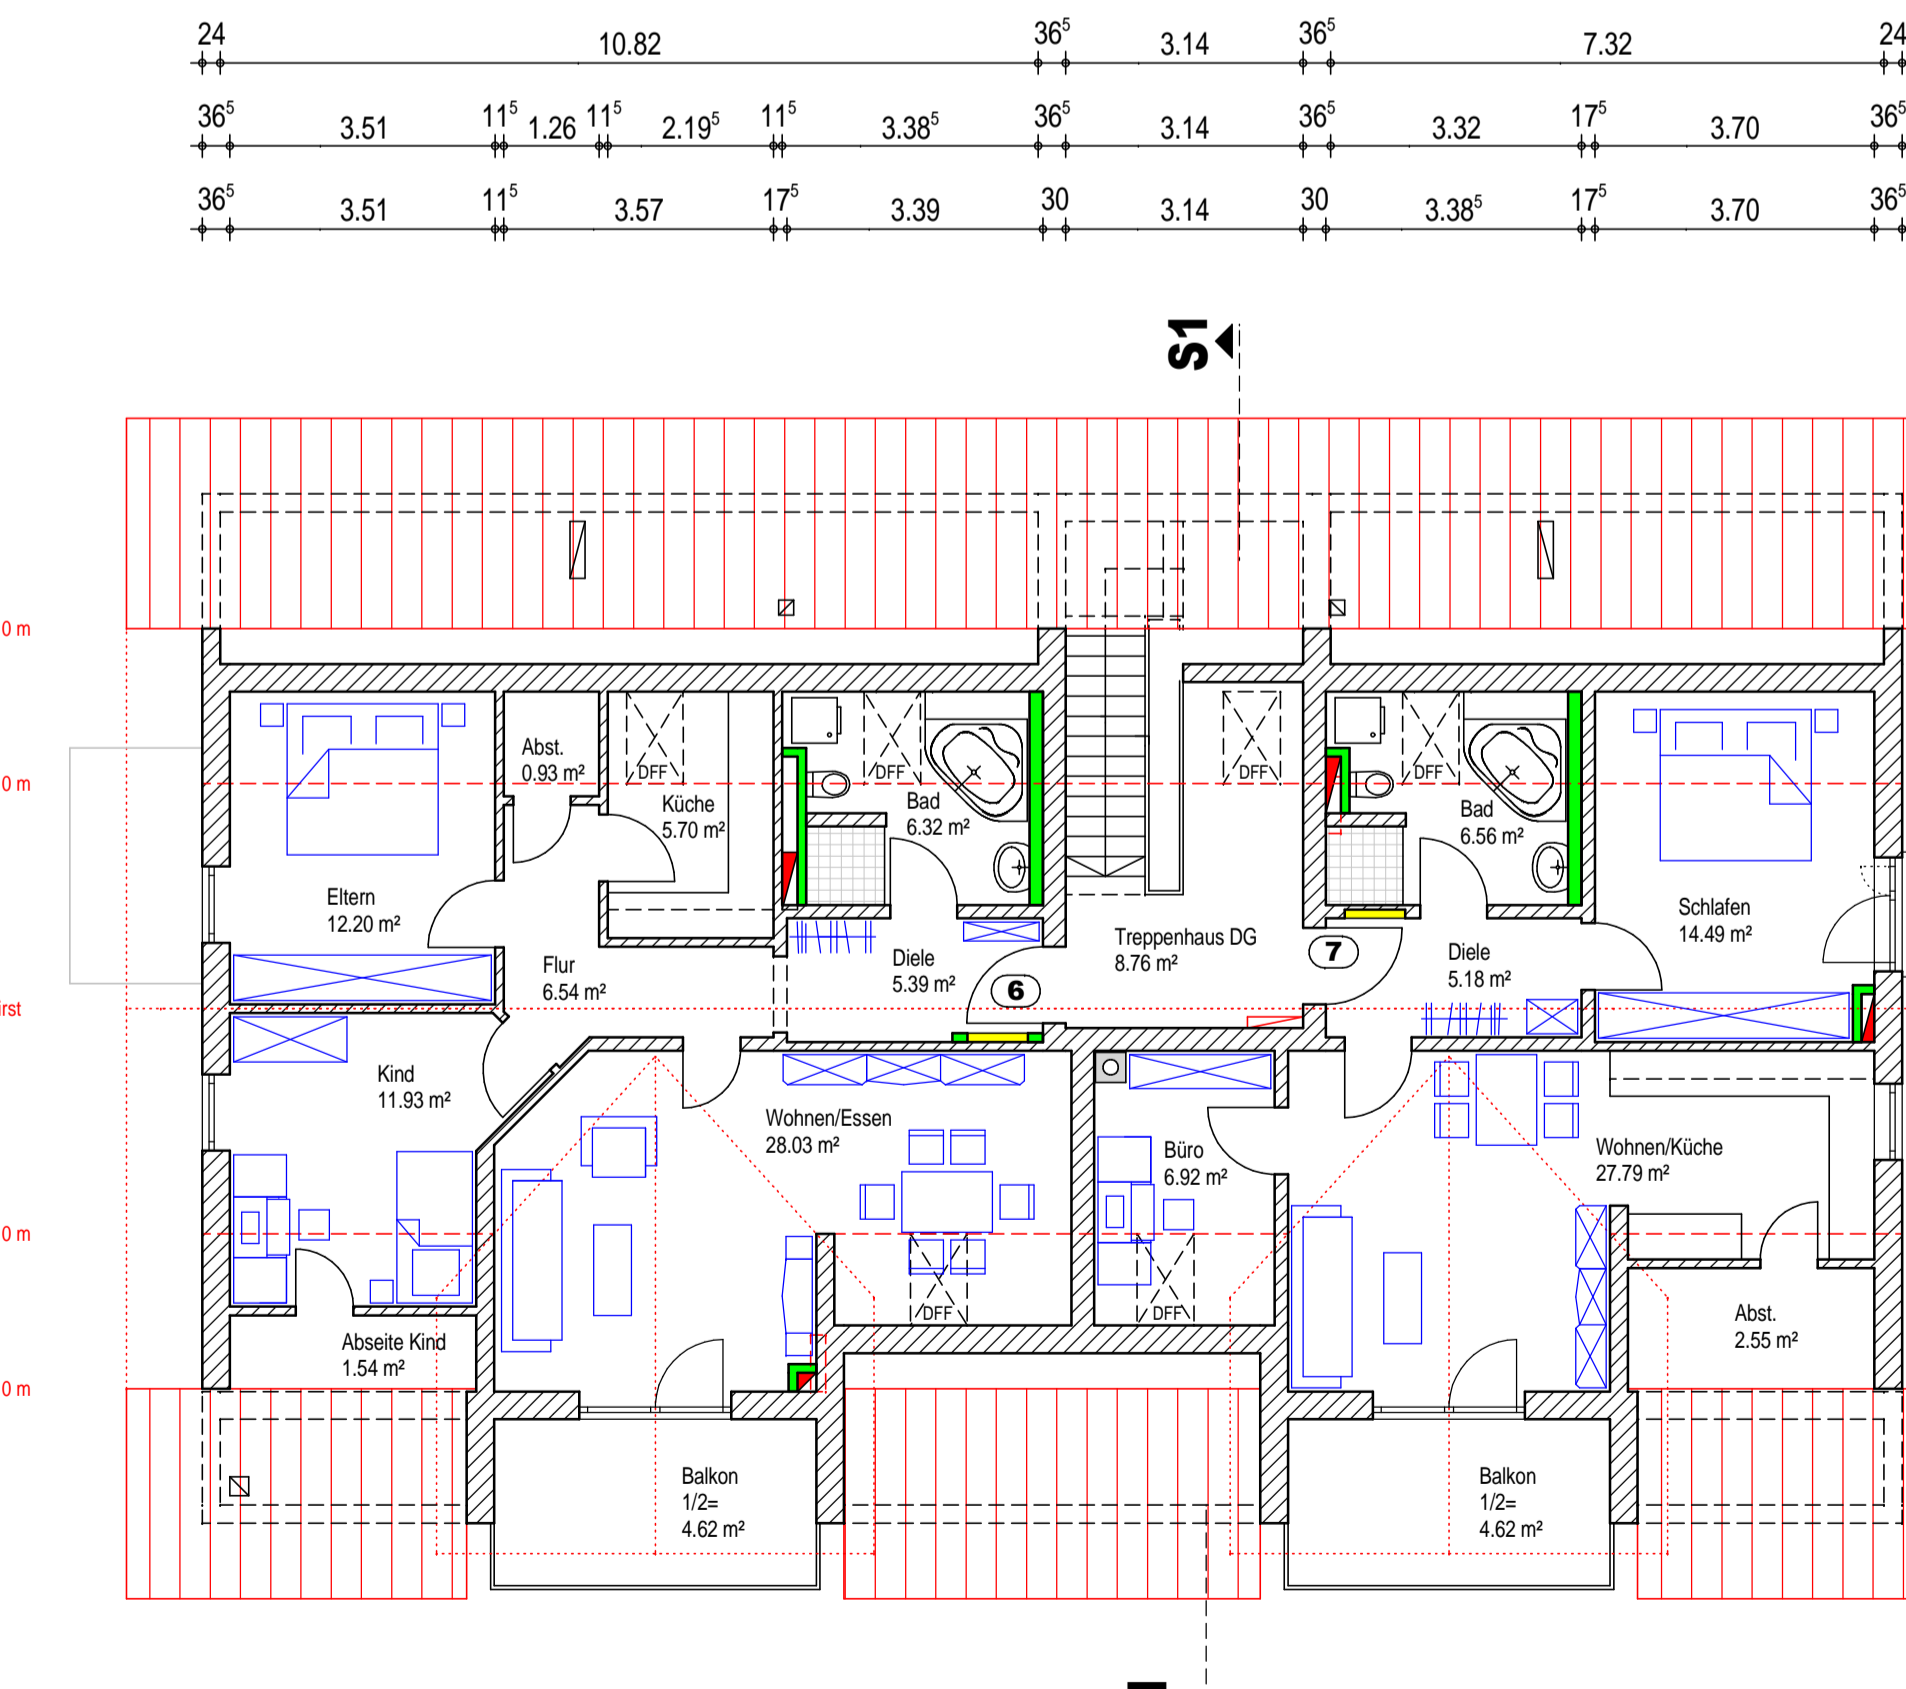 24 10.82 36⁵ 3.14 36⁵ 7.32 24
36⁵ 3.51 11⁵ 1.26 11⁵ 2.19⁵ 11⁵ 3.38⁵ 36⁵ 3.14 36⁵ 3.32 17⁵ 3.70 36⁵
36⁵ 3.51 11⁵ 3.57 17⁵ 3.39 30 3.14 30 3.38⁵ 17⁵ 3.70 36⁵
S1
0 m
0 m
irst
0 m
0 m
Abst.
0.93 m²
DFF
Küche
5.70 m²
DFF
Bad
6.32 m²
DFF
DFF
Bad
6.56 m²
Eltern
12.20 m²
Schlafen
14.49 m²
Flur
6.54 m²
Diele
5.39 m²
6
Treppenhaus DG
8.76 m²
7
Diele
5.18 m²
Kind
11.93 m²
Wohnen/Essen
28.03 m²
Büro
6.92 m²
Wohnen/Küche
27.79 m²
DFF
DFF
Abseite Kind
1.54 m²
Abst.
2.55 m²
Balkon
1/2=
4.62 m²
Balkon
1/2=
4.62 m²